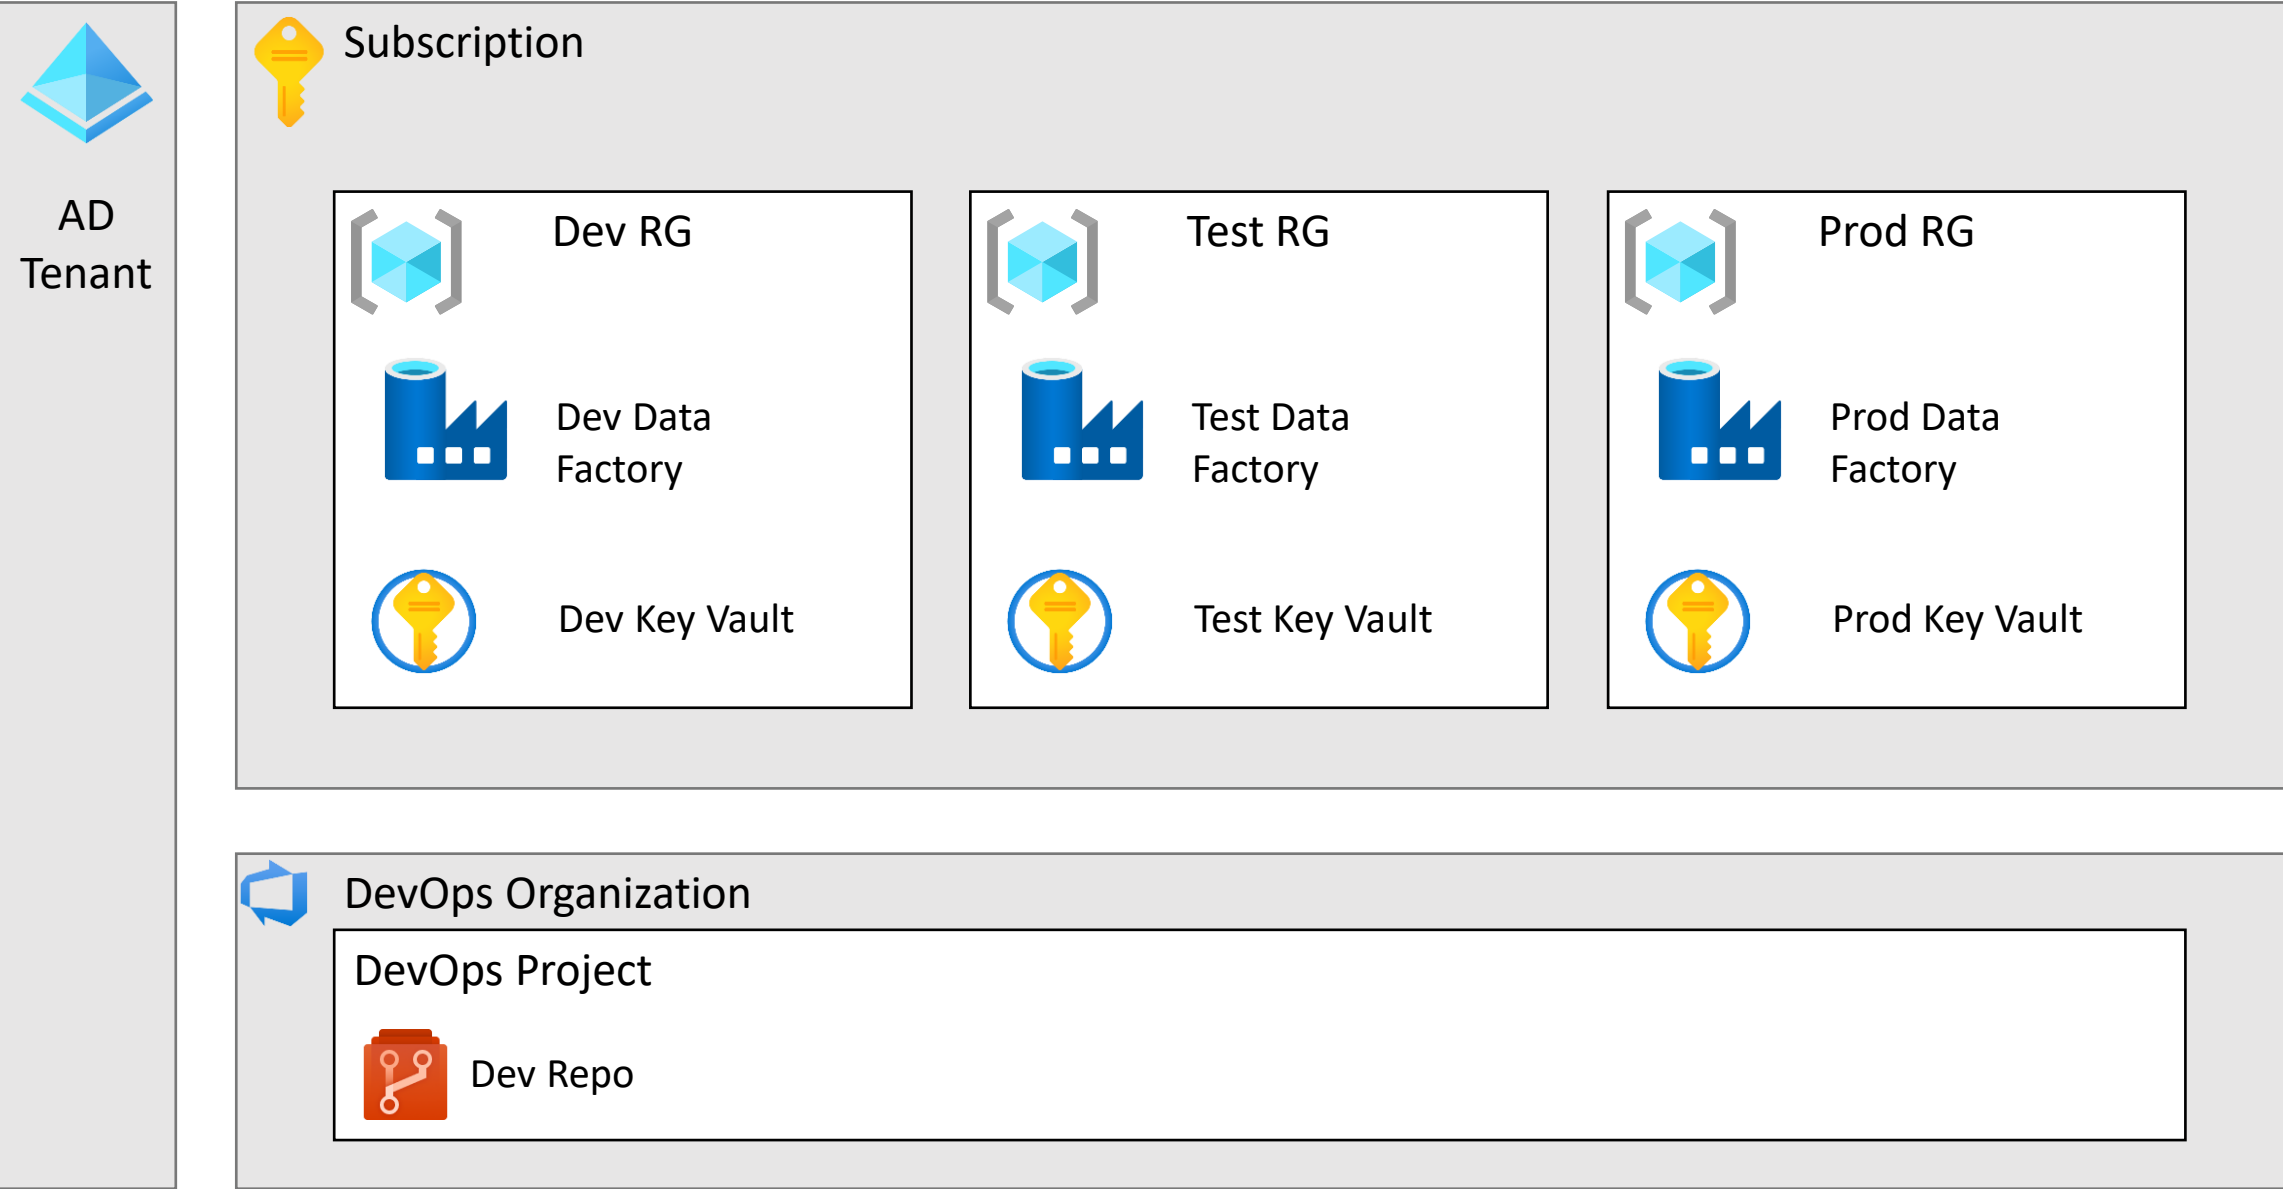 AD
Tenant
Subscription
Dev RG
Dev Data
Factory
Dev Key Vault
Test RG
Test Data
Factory
Test Key Vault
Prod RG
Prod Data
Factory
Prod Key Vault
DevOps Organization
DevOps Project
Dev Repo